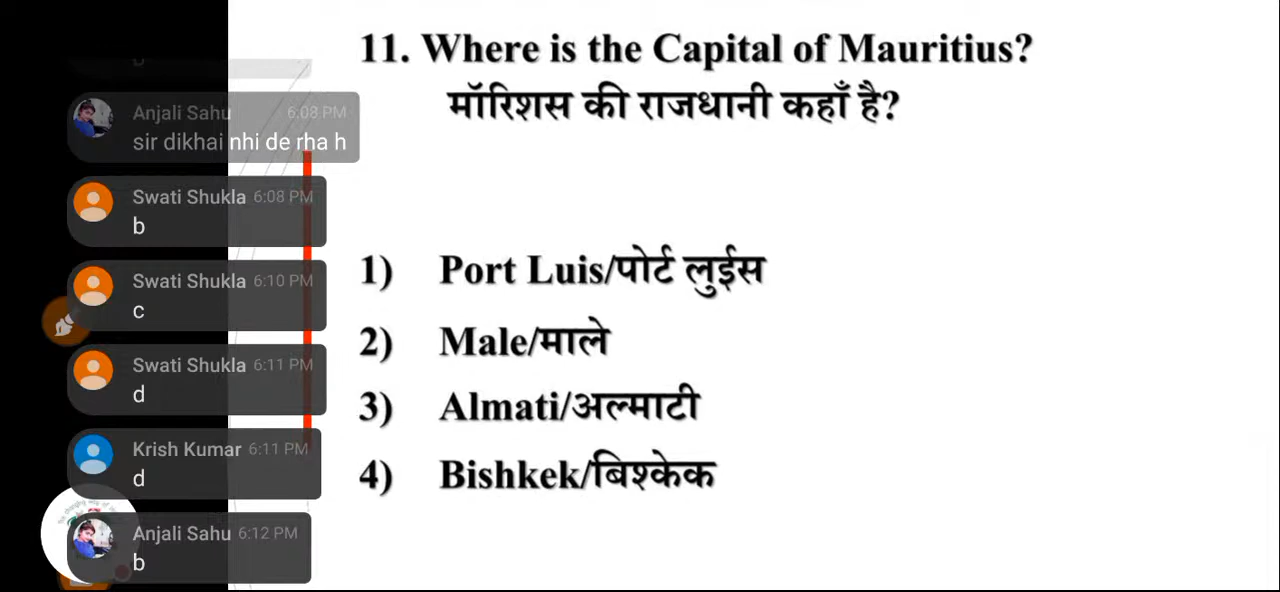 Anjali Sahu 6:08 PM
sir dikhai nhi de rha h
Swati Shukla 6:08 PM
b
Swati Shukla 6:10 PM
c
Swati Shukla 6:11 PM
d
Krish Kumar 6:11 PM
d
Anjali Sahu 6:12 PM
b
11. Where is the Capital of Mauritius?
मॉरिशस की राजधानी कहाँ है?
1) Port Luis/पोर्ट लुईस
2) Male/माले
3) Almati/अल्माटी
4) Bishkek/बिश्केक